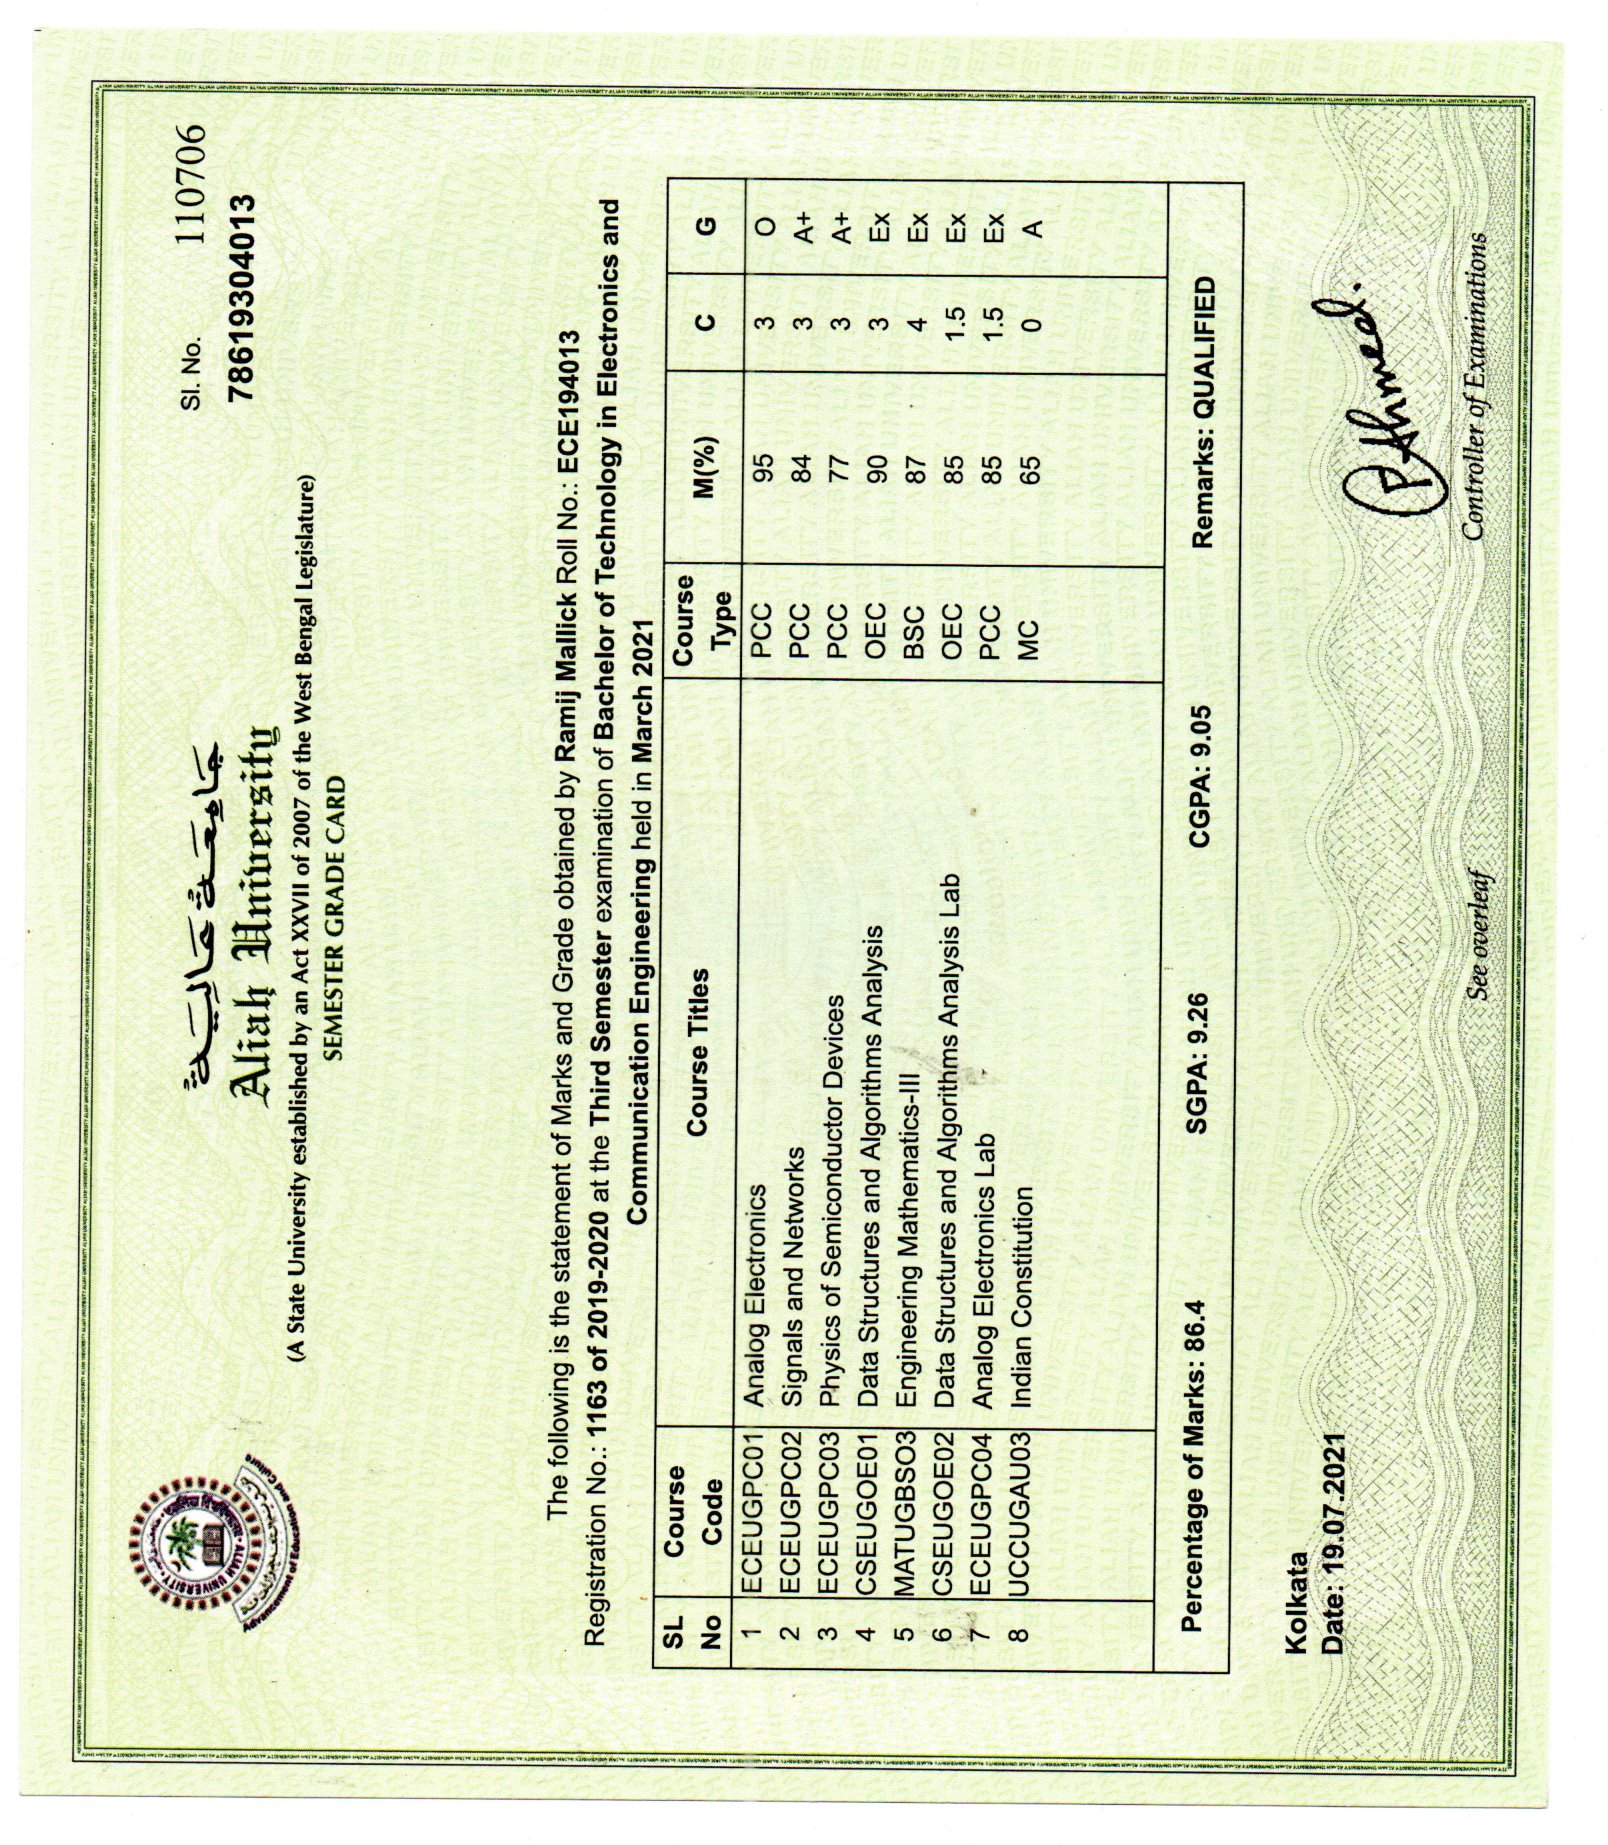 Sl. No. 110706
78619304013
جامعة عالية
Aliah University
(A State University established by an Act XXVII of 2007 of the West Bengal Legislature)
SEMESTER GRADE CARD
ALIAH UNIVERSITY
Advancement of Education and Culture
The following is the statement of Marks and Grade obtained by Ramij Mallick Roll No.: ECE194013
Registration No.: 1163 of 2019-2020 at the Third Semester examination of Bachelor of Technology in Electronics and
Communication Engineering held in March 2021
SL No Course Code Course Titles Course Type M(%) C G
1 ECEUGPC01 Analog Electronics PCC 95 3 O
2 ECEUGPC02 Signals and Networks PCC 84 3 A+
3 ECEUGPC03 Physics of Semiconductor Devices PCC 77 3 A+
4 CSEUGOE01 Data Structures and Algorithms Analysis OEC 90 3 Ex
5 MATUGBSO3 Engineering Mathematics-III BSC 87 4 Ex
6 CSEUGOE02 Data Structures and Algorithms Analysis Lab OEC 85 1.5 Ex
7 ECEUGPC04 Analog Electronics Lab PCC 85 1.5 Ex
8 UCCUGAU03 Indian Constitution MC 65 0 A
Percentage of Marks: 86.4 SGPA: 9.26 CGPA: 9.05 Remarks: QUALIFIED
Kolkata
Date: 19.07.2021
PAhmed.
See overleaf Controller of Examinations